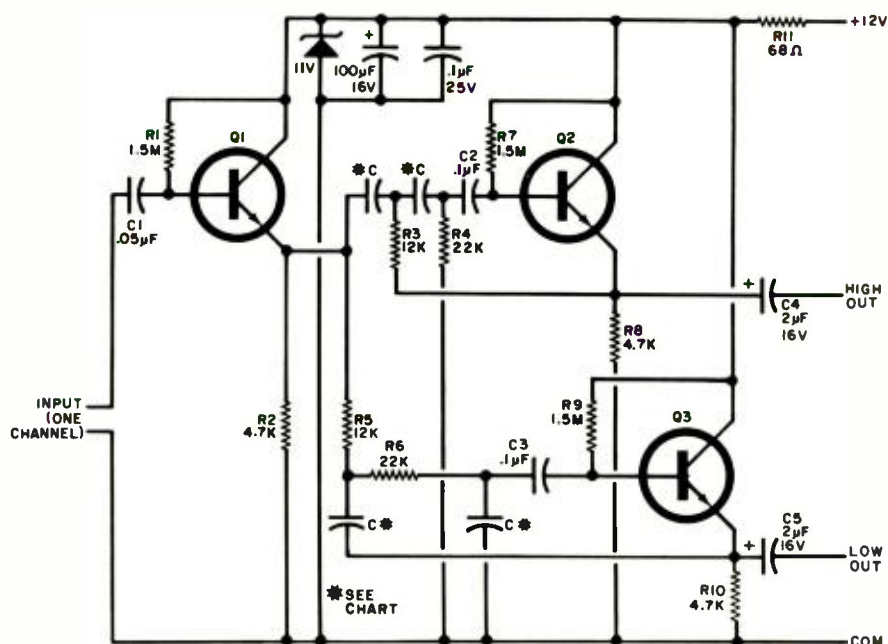 +12V
R11
68Ω
11V
+
100µF
16V
.1µF
25V
R1
1.5M
Q1
C1
.05µF
✱C
✱C
C2
.1µF
R7
1.5M
Q2
R3
12K
R4
22K
+
C4
2µF
16V
HIGH
OUT
R8
4.7K
INPUT
(ONE
CHANNEL)
R2
4.7K
R5
12K
R6
22K
C3
.1µF
R9
1.5M
Q3
C✱
C✱
+
C5
2µF
16V
LOW
OUT
✱SEE
CHART
R10
4.7K
COM